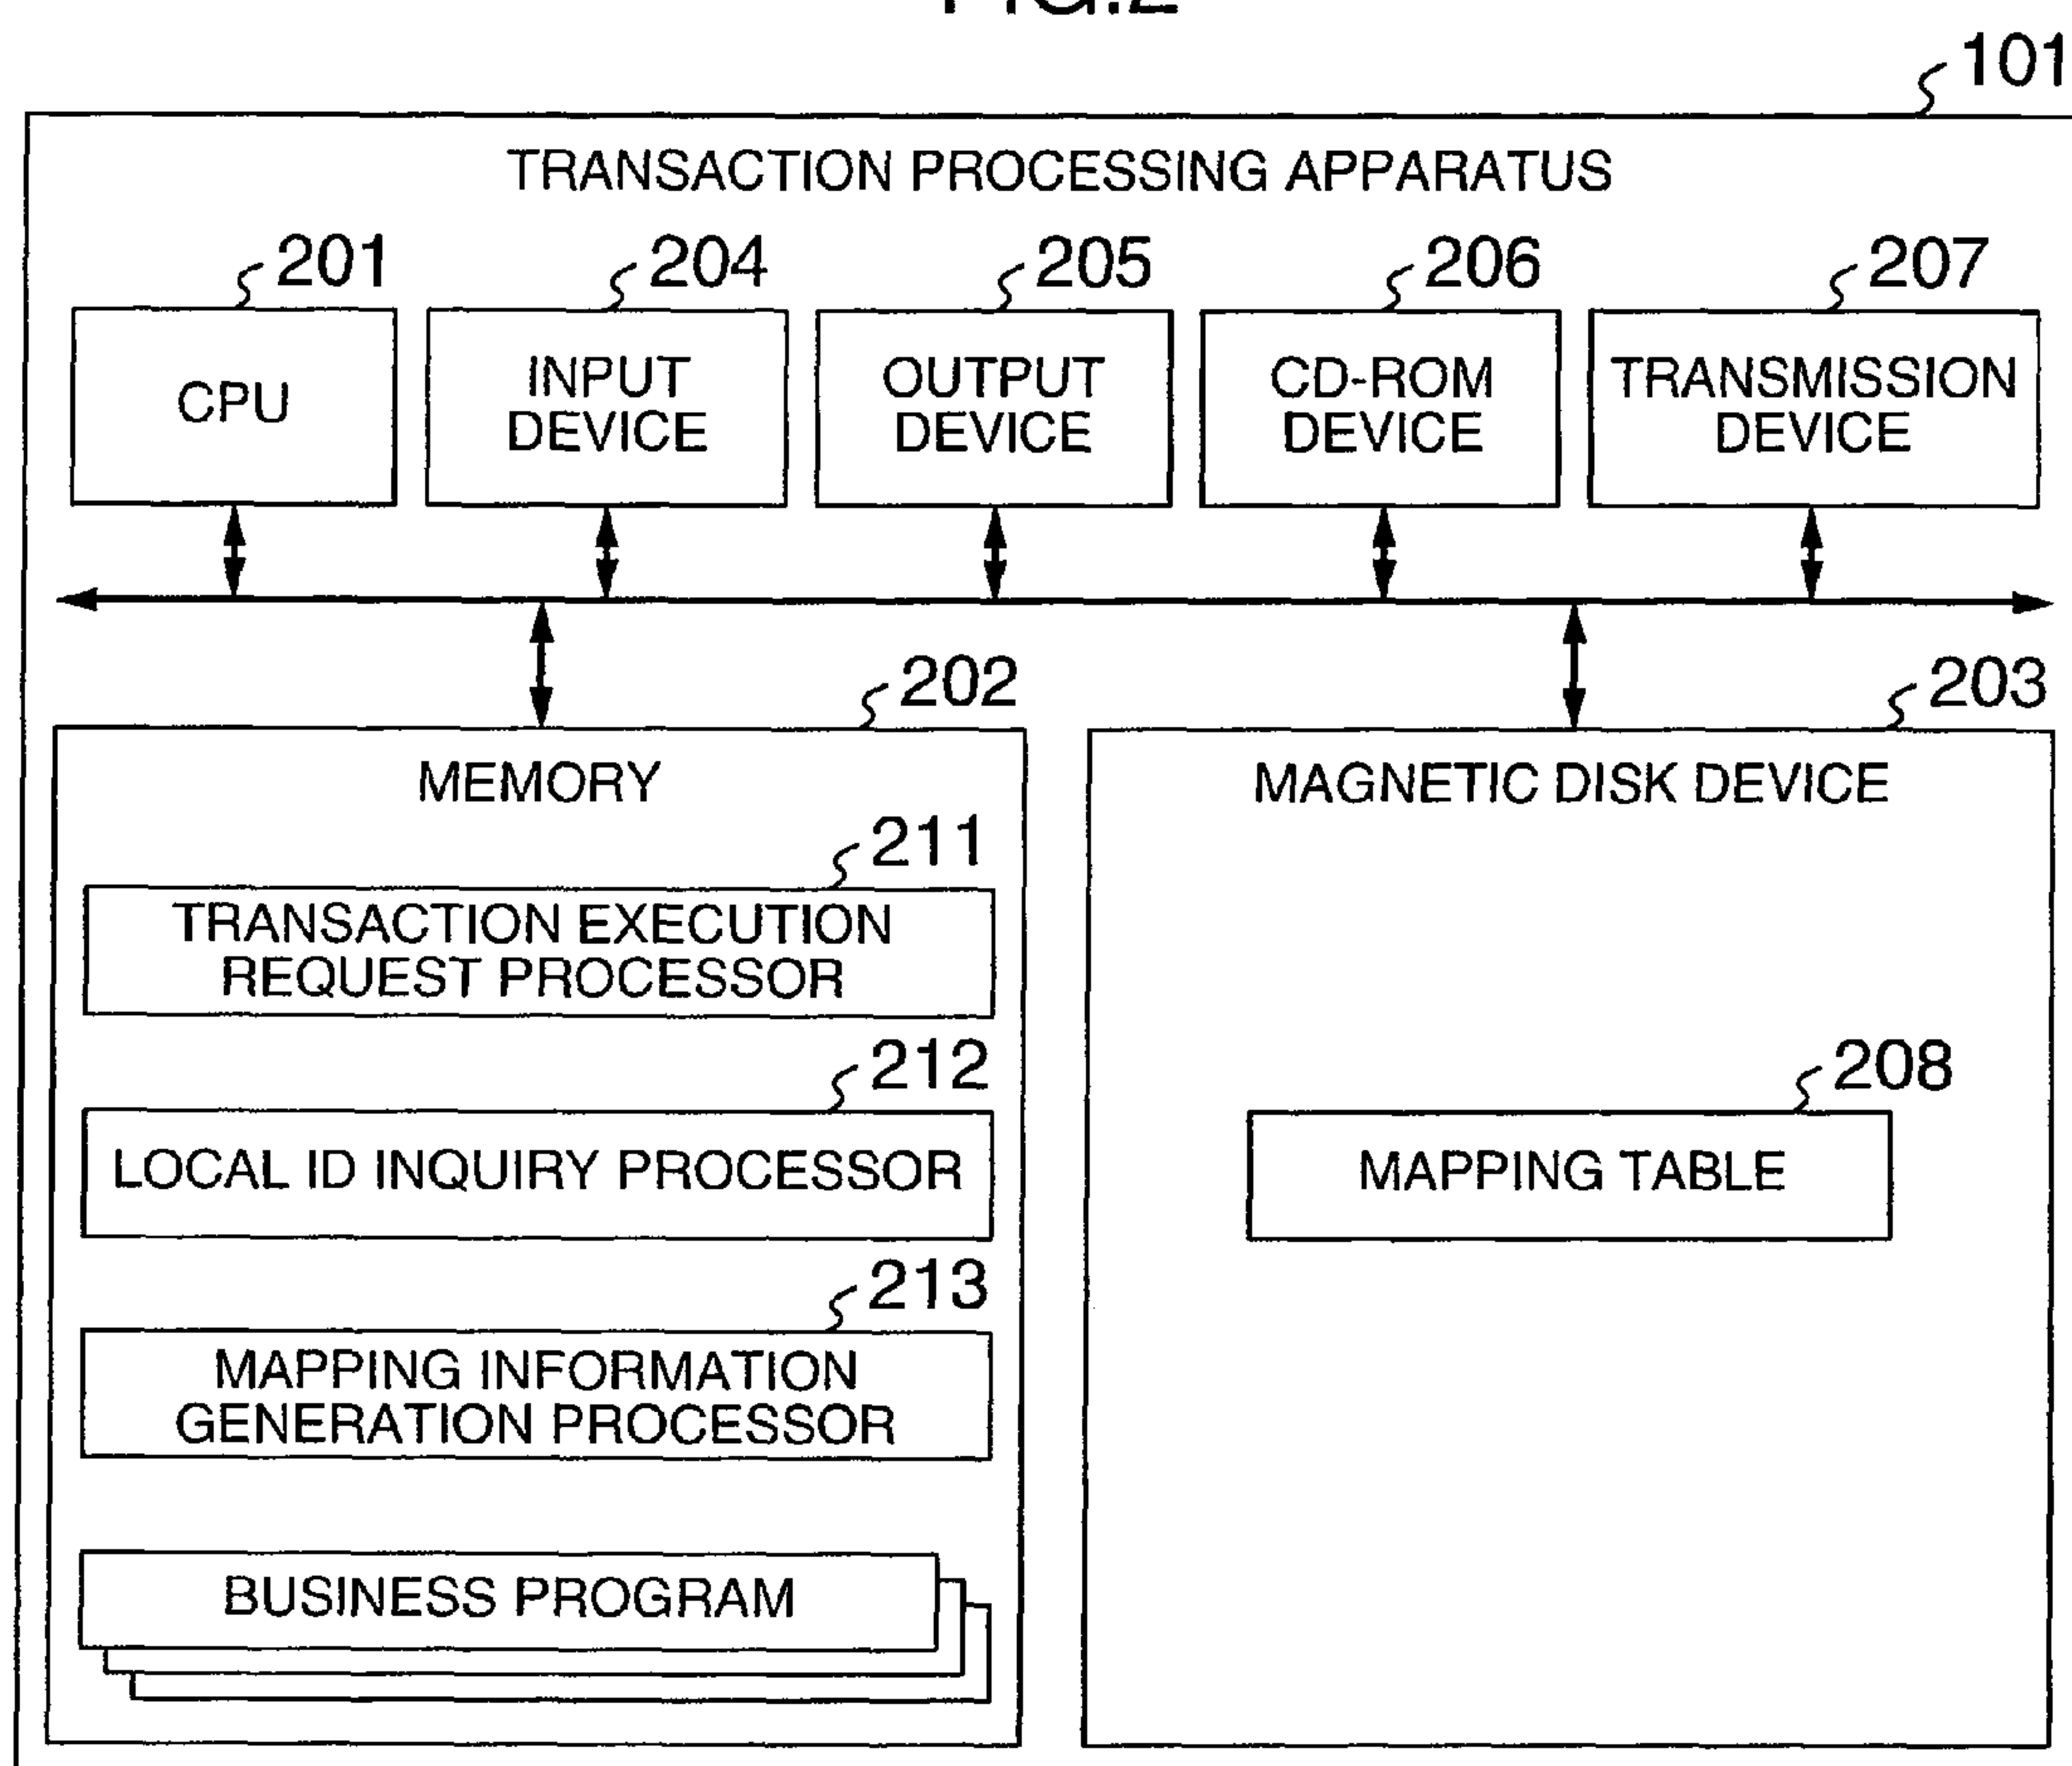 FIG.2
101
TRANSACTION PROCESSING APPARATUS
201
204
205
206
207
CPU
INPUT
DEVICE
OUTPUT
DEVICE
CD-ROM
DEVICE
TRANSMISSION
DEVICE
202
203
MEMORY
MAGNETIC DISK DEVICE
211
TRANSACTION EXECUTION
REQUEST PROCESSOR
212
LOCAL ID INQUIRY PROCESSOR
208
MAPPING TABLE
213
MAPPING INFORMATION
GENERATION PROCESSOR
BUSINESS PROGRAM